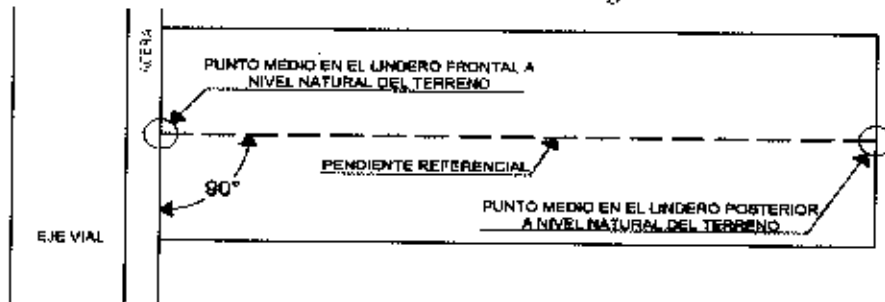 ACERA
PUNTO MEDIO EN EL LINDERO FRONTAL A
NIVEL NATURAL DEL TERRENO
90°
PENDIENTE REFERENCIAL
PUNTO MEDIO EN EL LINDERO POSTERIOR
A NIVEL NATURAL DEL TERRENO
EJE VIAL